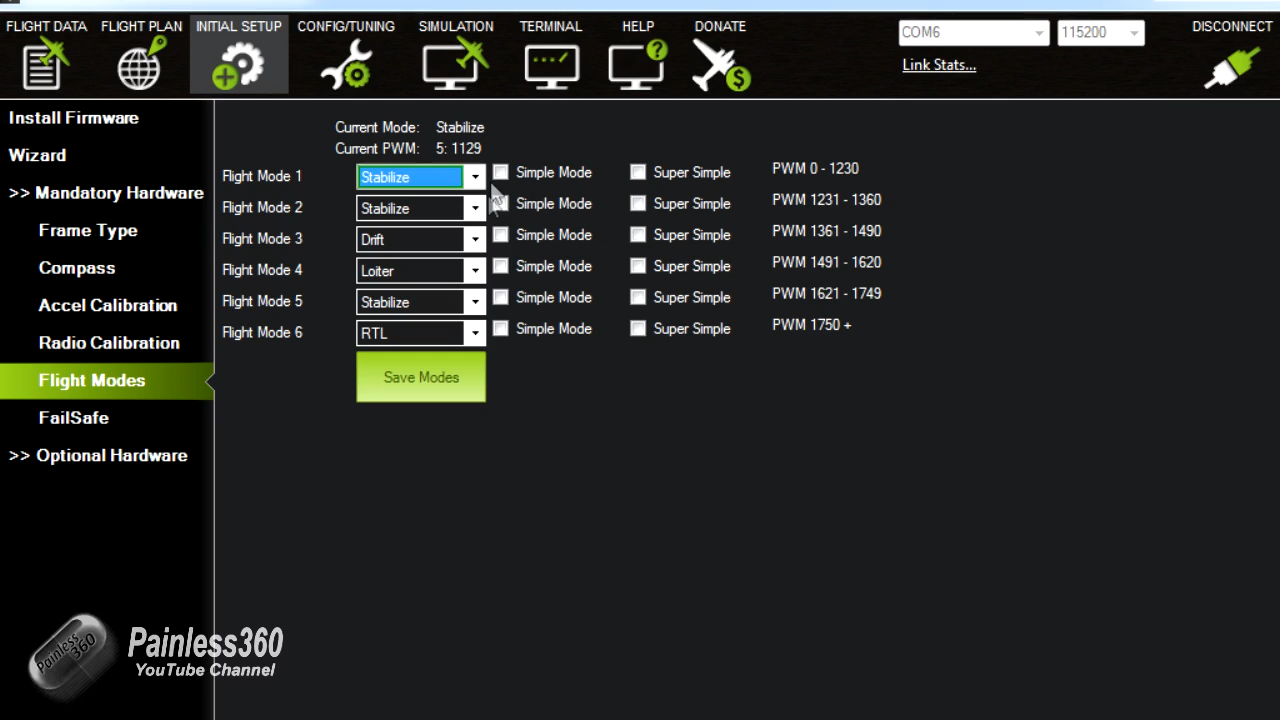 FLIGHT DATA FLIGHT PLAN INITIAL SETUP CONFIG/TUNING SIMULATION TERMINAL HELP DONATE COM6 115200 DISCONNECT
Link Stats...
Install Firmware
Wizard
>> Mandatory Hardware
Frame Type
Compass
Accel Calibration
Radio Calibration
Flight Modes
FailSafe
>> Optional Hardware
Current Mode: Stabilize
Current PWM: 5: 1129
Flight Mode 1 Stabilize Simple Mode Super Simple PWM 0 - 1230
Flight Mode 2 Stabilize Simple Mode Super Simple PWM 1231 - 1360
Flight Mode 3 Drift Simple Mode Super Simple PWM 1361 - 1490
Flight Mode 4 Loiter Simple Mode Super Simple PWM 1491 - 1620
Flight Mode 5 Stabilize Simple Mode Super Simple PWM 1621 - 1749
Flight Mode 6 RTL Simple Mode Super Simple PWM 1750 +
Save Modes
Painless360
Painless360
YouTube Channel